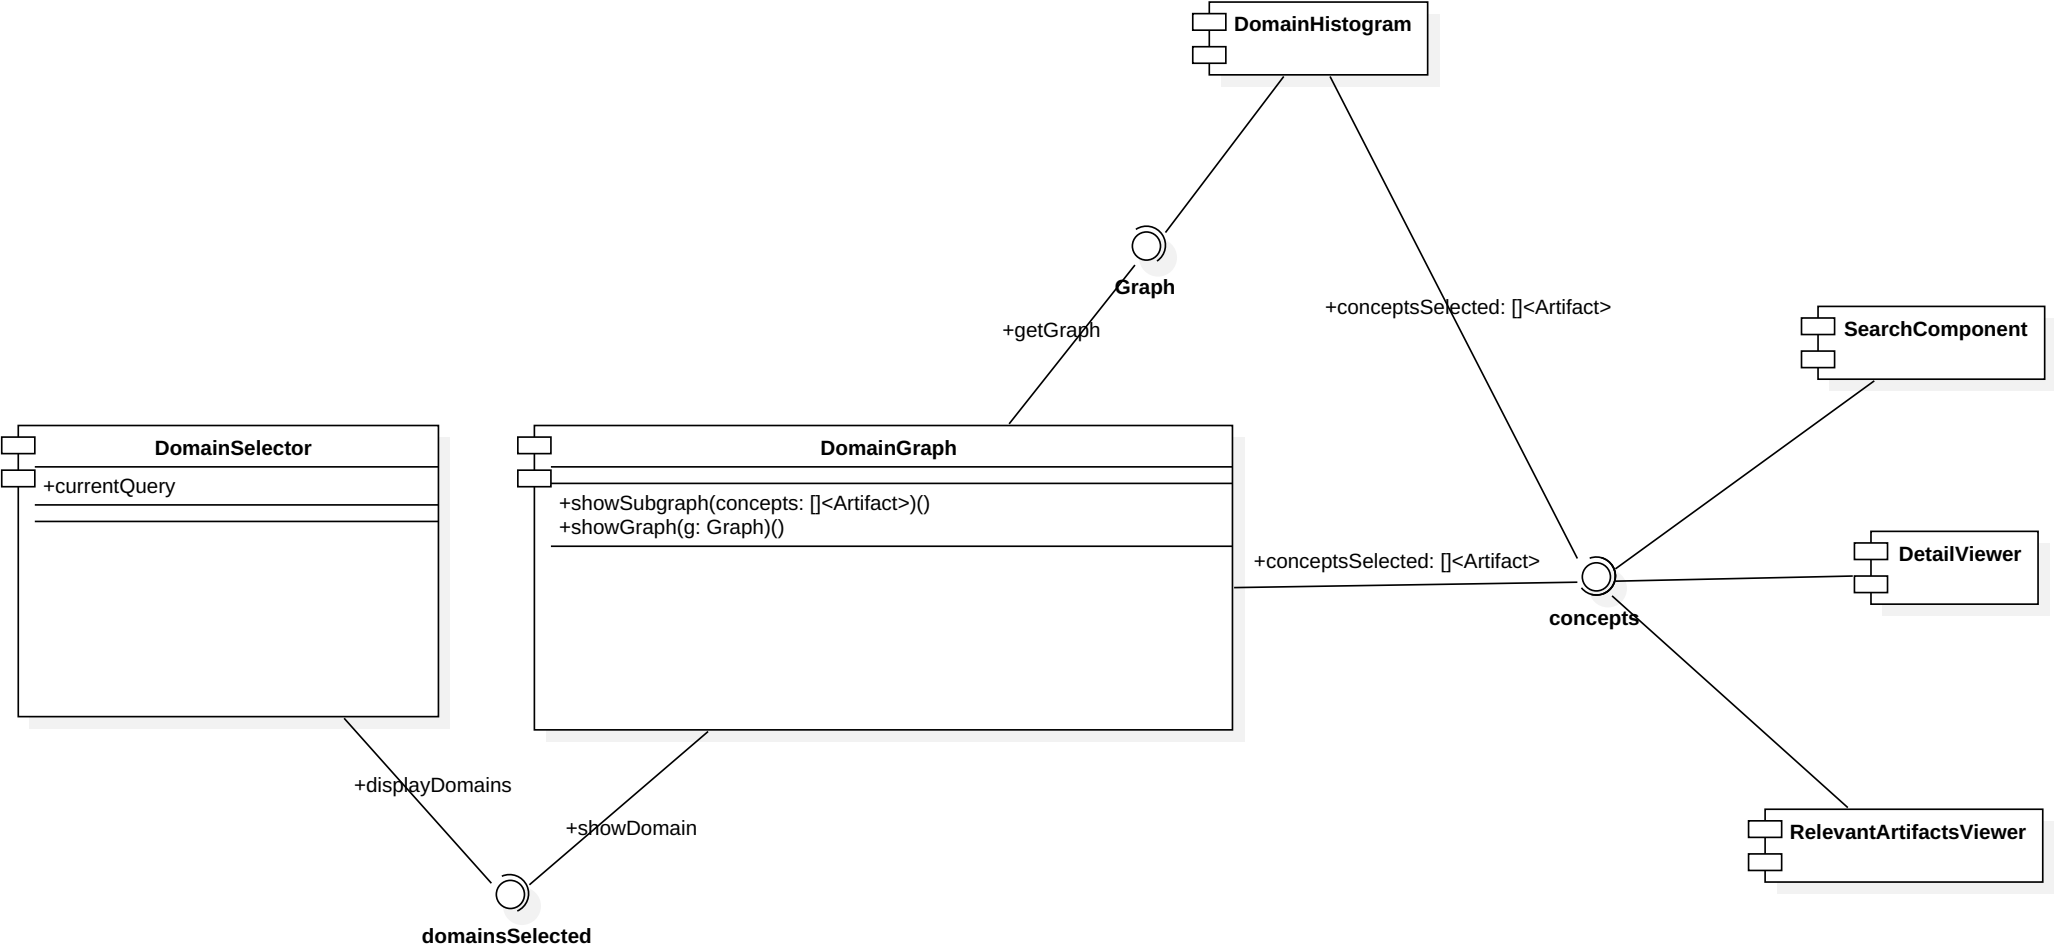 DomainHistogram
Graph
+getGraph
+conceptsSelected: []<Artifact>
SearchComponent
DomainSelector
+currentQuery
DomainGraph
+showSubgraph(concepts: []<Artifact>)()
+showGraph(g: Graph)()
+conceptsSelected: []<Artifact>
DetailViewer
concepts
+displayDomains
+showDomain
RelevantArtifactsViewer
domainsSelected